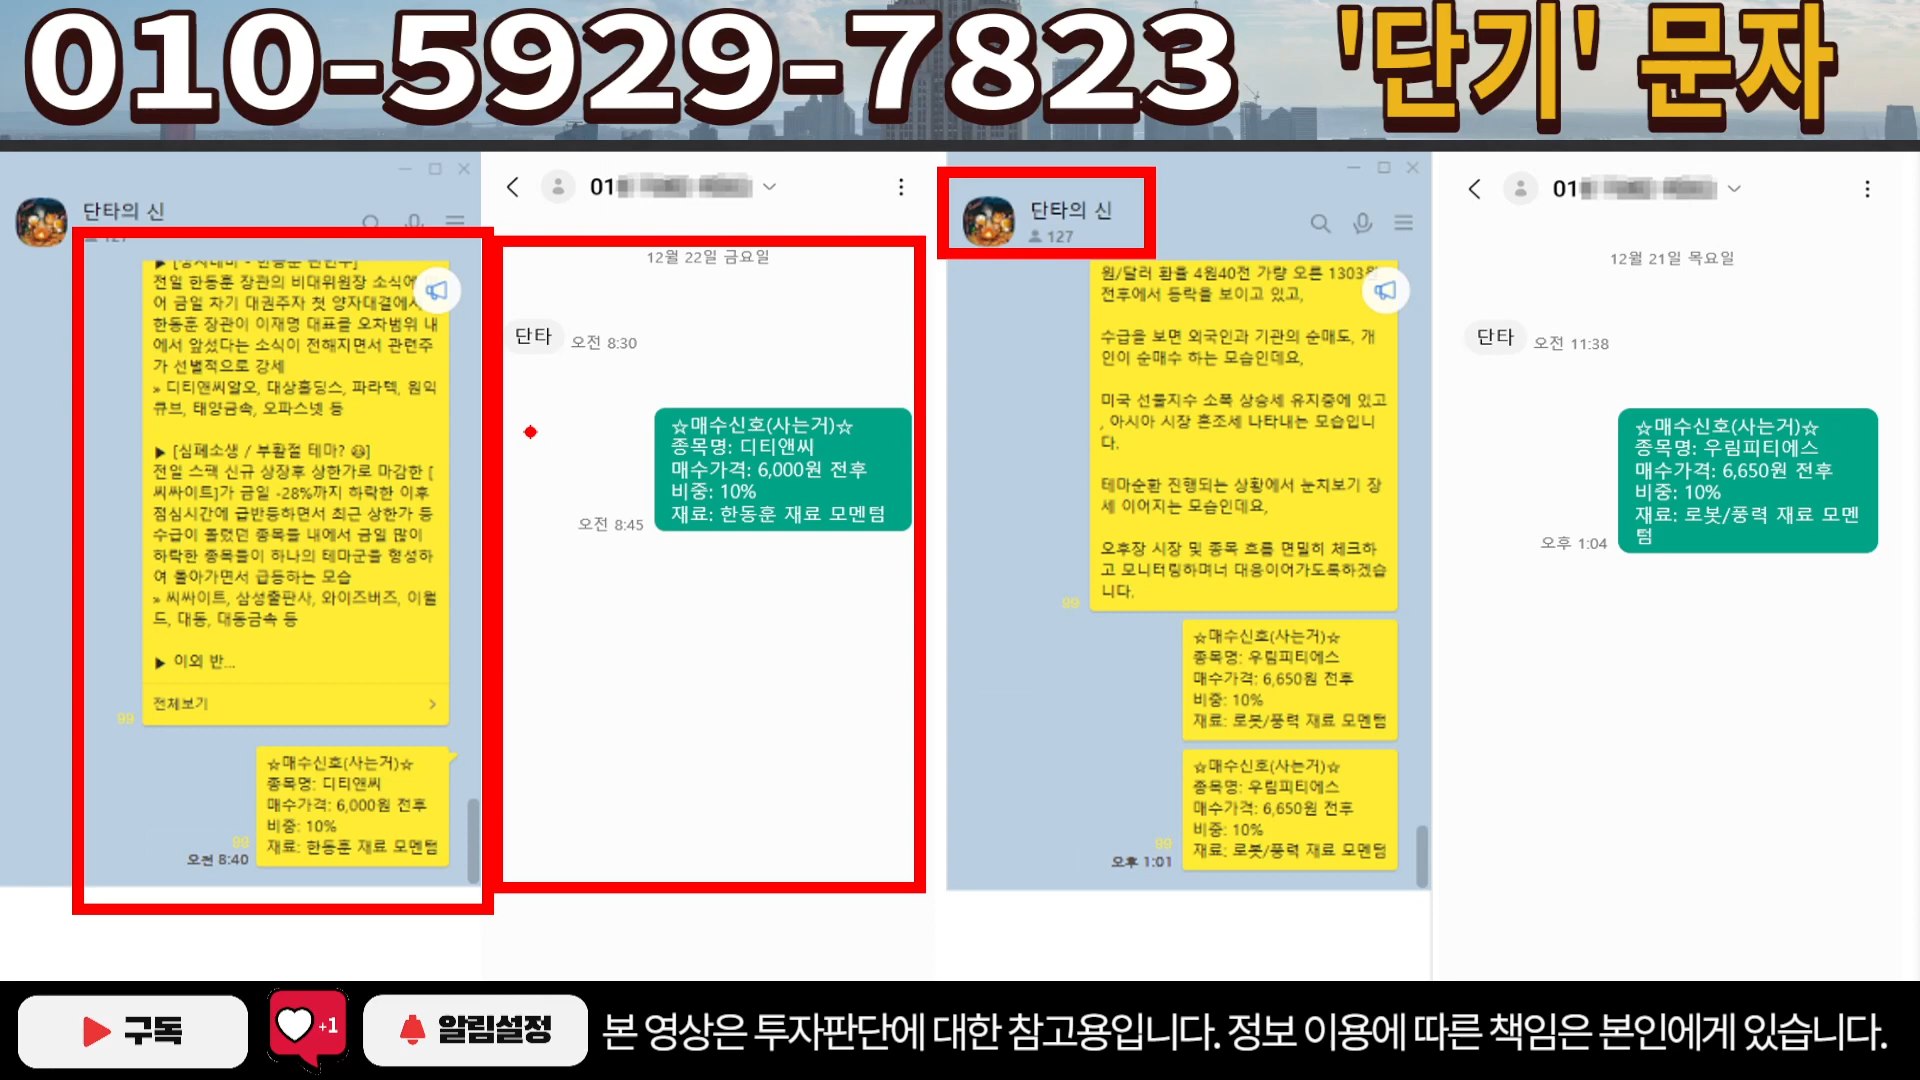 010-5929-7823 '단기' 문자
단타의 신
127
전일 한동훈 장관의 비대위원장 소식에
어 금일 차기 대권주자 첫 양자대결에서
한동훈 장관이 이재명 대표를 오차범위 내
에서 앞섰다는 소식이 전해지면서 관련주
가 선별적으로 강세
» 디티앤씨알오, 대상홀딩스, 파라텍, 원익
큐브, 태양금속, 오파스넷 등
▶ [심폐소생 / 부활절 테마? 😂]
전일 스팩 신규 상장후 상한가로 마감한 [
씨싸이트]가 금일 -28%까지 하락한 이후
점심시간에 급반등하면서 최근 상한가 등
수급이 몰렸던 종목들 내에서 금일 많이
하락한 종목들이 하나의 테마군을 형성하
여 돌아가면서 급등하는 모습
» 씨싸이트, 삼성출판사, 와이즈버즈, 이월
드, 대동, 대동금속 등
▶ 이외 반...
전체보기
99
☆매수신호(사는거)☆
종목명: 디티앤씨
매수가격: 6,000원 전후
비중: 10%
재료: 한동훈 재료 모멘텀
99
오전 8:40
01
12월 22일 금요일
단타
오전 8:30
☆매수신호(사는거)☆
종목명: 디티앤씨
매수가격: 6,000원 전후
비중: 10%
재료: 한동훈 재료 모멘텀
오전 8:45
단타의 신
127
원/달러 환율 4원40전 가량 오른 1303원
전후에서 등락을 보이고 있고,
수급을 보면 외국인과 기관의 순매도, 개
인이 순매수 하는 모습인데요,
미국 선물지수 소폭 상승세 유지중에 있고
, 아시아 시장 혼조세 나타내는 모습입니
다.
테마순환 진행되는 상황에서 눈치보기 장
세 이어지는 모습인데요,
오후장 시장 및 종목 흐름 면밀히 체크하
고 모니터링하며너 대응이어가도록하겠습
니다.
99
☆매수신호(사는거)☆
종목명: 우림피티에스
매수가격: 6,650원 전후
비중: 10%
재료: 로봇/풍력 재료 모멘텀
☆매수신호(사는거)☆
종목명: 우림피티에스
매수가격: 6,650원 전후
비중: 10%
재료: 로봇/풍력 재료 모멘텀
99
오후 1:01
01
12월 21일 목요일
단타
오전 11:38
☆매수신호(사는거)☆
종목명: 우림피티에스
매수가격: 6,650원 전후
비중: 10%
재료: 로봇/풍력 재료 모멘
텀
오후 1:04
구독
+1
알림설정
본 영상은 투자판단에 대한 참고용입니다. 정보 이용에 따른 책임은 본인에게 있습니다.